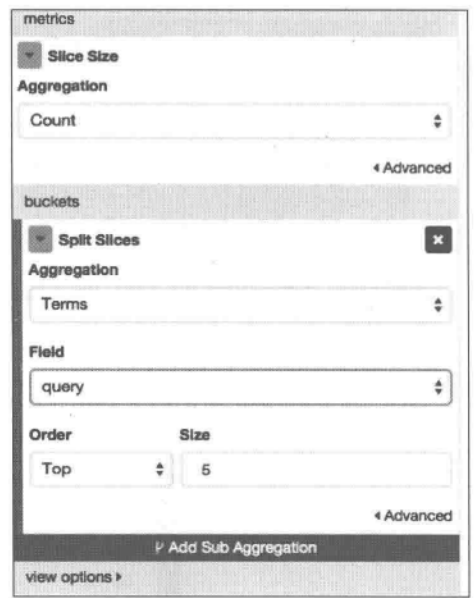 metrics
Slice Size
Aggregation
Count
Advanced
buckets
Split Slices
Aggregation
Terms
Field
query
Order Size
Top 5
Advanced
Add Sub Aggregation
view options